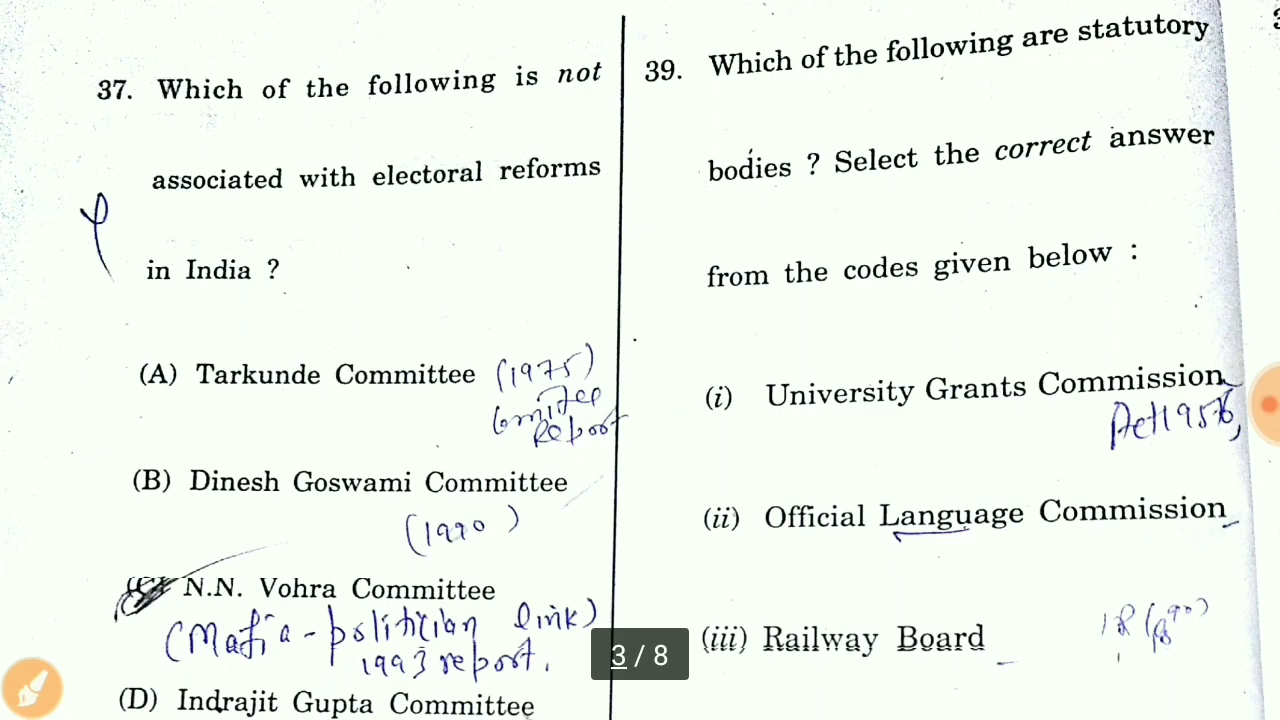 37. Which of the following is not
associated with electoral reforms
in India ?
(A) Tarkunde Committee (1975)
Report
(B) Dinesh Goswami Committee
(1990)
N.N. Vohra Committee
(Mafia-politician link)
1993 report.
(D) Indrajit Gupta Committee
39. Which of the following are statutory
bodies ? Select the correct answer
from the codes given below :
(i) University Grants Commission
(ii) Official Language Commission
(iii) Railway Board
3 / 8